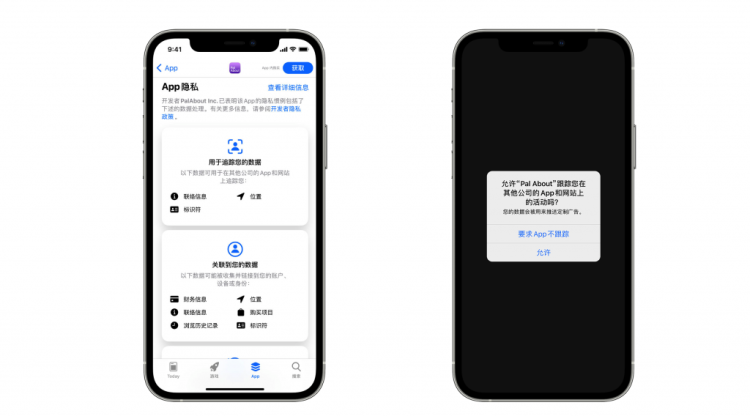 9:41
App
App 内购买
获取
App 隐私
查看详细信息
开发者 PalAbout Inc. 已表明该 App 的隐私惯例包括了
下述的数据处理。有关更多信息，请参阅开发者隐私
政策。
用于追踪您的数据
以下数据可用于在其他公司的 App 和网站
上追踪您：
联络信息
位置
标识符
关联到您的数据
以下数据可能被收集并链接到您的账户、
设备或身份：
财务信息
位置
联络信息
购买项目
浏览历史记录
标识符
Today
游戏
App
搜索
允许“Pal About”跟踪您在
其他公司的 App 和网站上
的活动吗？
您的数据会被用来推送定制广告。
要求 App 不跟踪
允许